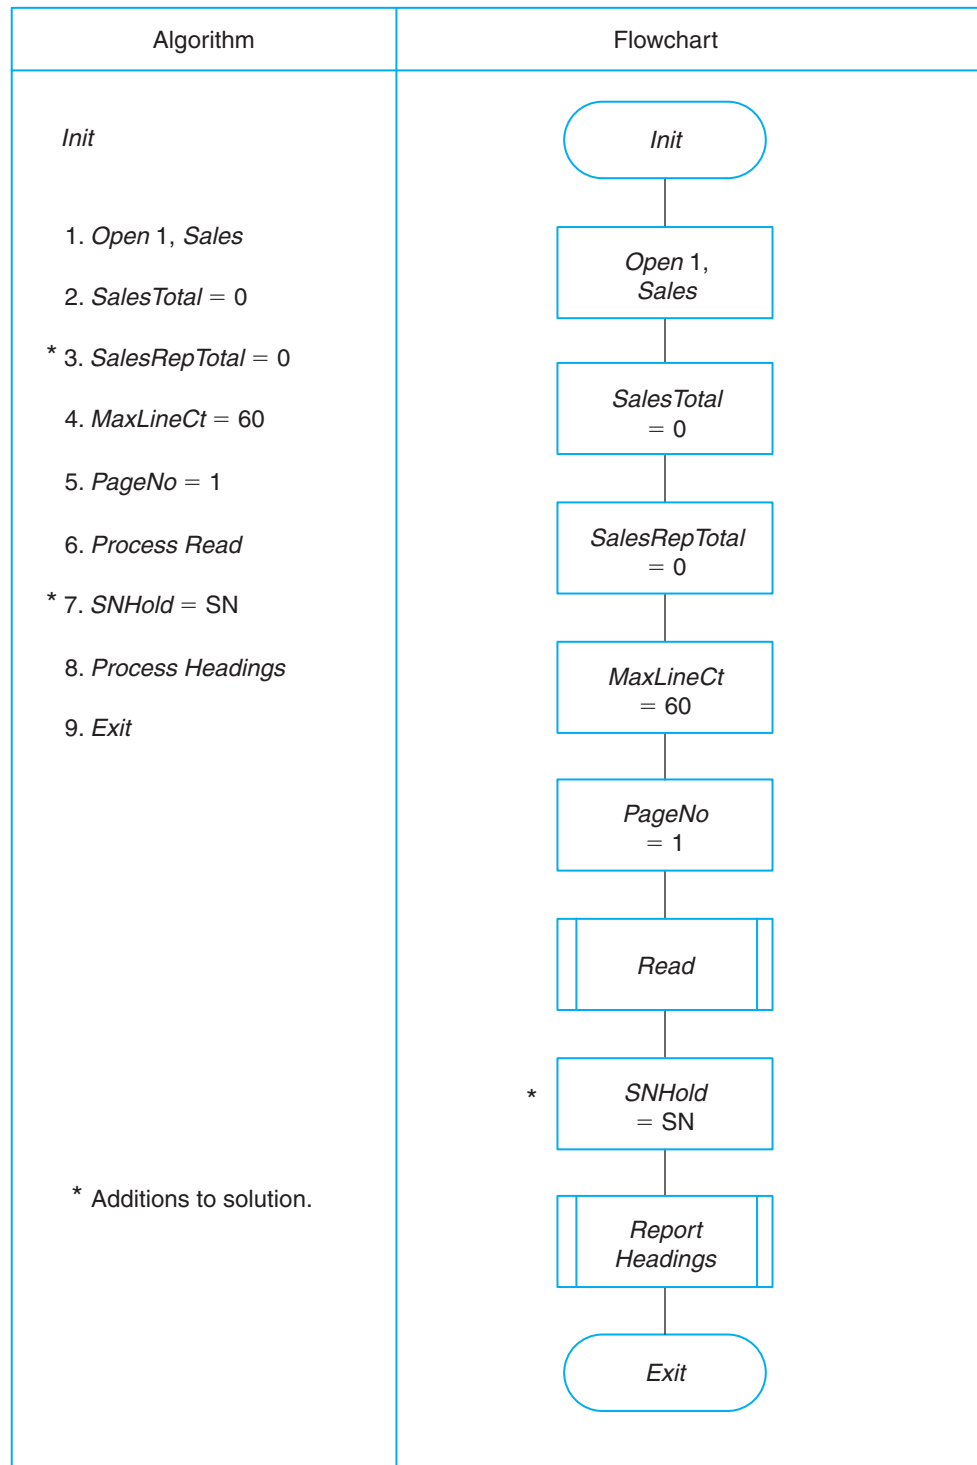 Algorithm
Flowchart
Init
1. Open 1, Sales
2. SalesTotal = 0
* 3. SalesRepTotal = 0
4. MaxLineCt = 60
5. PageNo = 1
6. Process Read
* 7. SNHold = SN
8. Process Headings
9. Exit
* Additions to solution.
Init
Open 1,
Sales
SalesTotal
= 0
SalesRepTotal
= 0
MaxLineCt
= 60
PageNo
= 1
Read
*
SNHold
= SN
Report
Headings
Exit